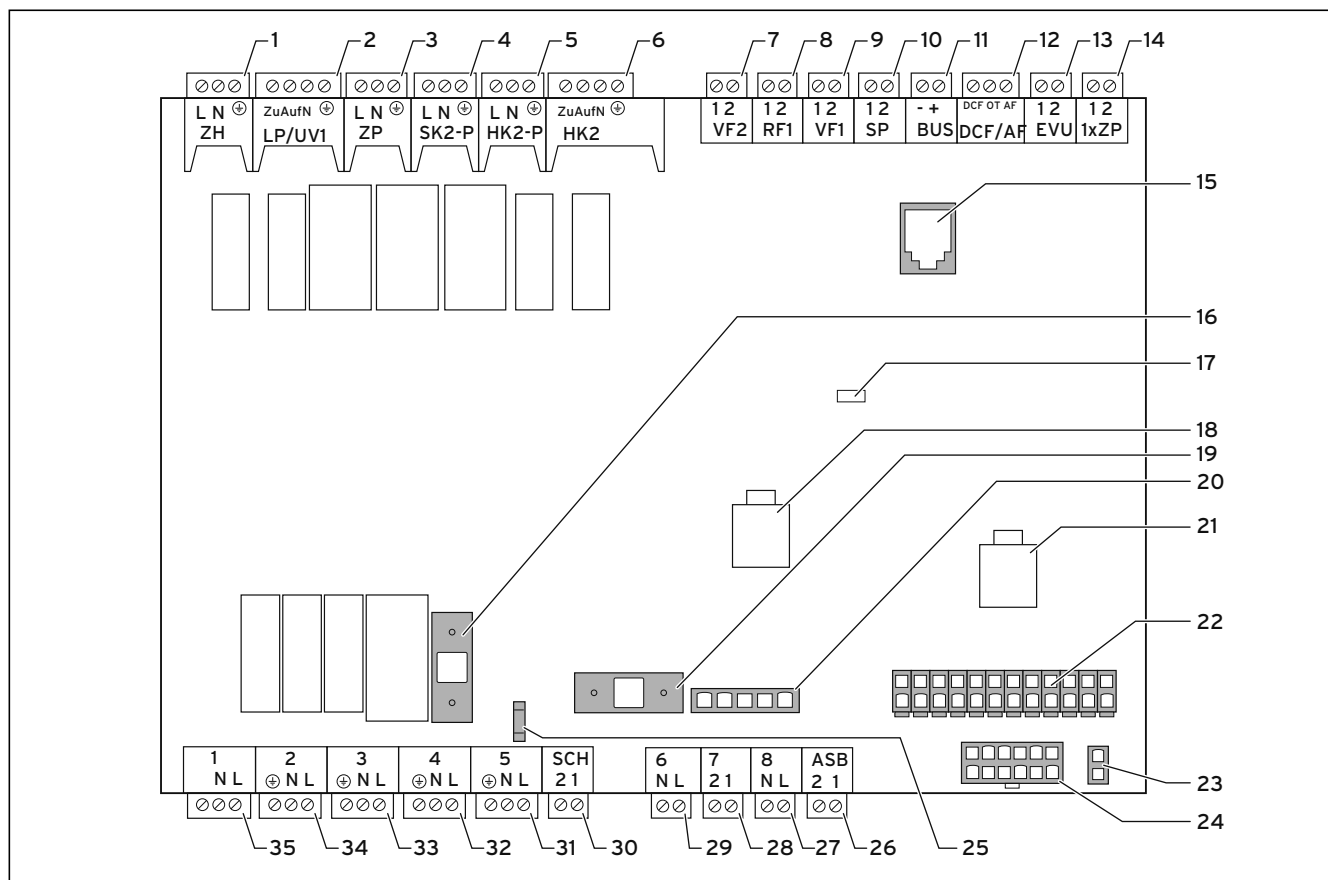 1 2 3 4 5 6 7 8 9 10 11 12 13 14
L N ZuAufN L N L N L N ZuAufN 1 2 1 2 1 2 1 2 - + DCF OT AF 1 2 1 2
ZH LP/UV1 ZP SK2-P HK2-P HK2 VF2 RF1 VF1 SP BUS DCF/AF EVU 1xZP
15
16
17
18
19
20
21
22
1 2 3 4 5 SCH 6 7 8 ASB
N L N L N L N L N L 2 1 N L 2 1 N L 2 1
23
24
35 34 33 32 31 30 29 28 27 26 25